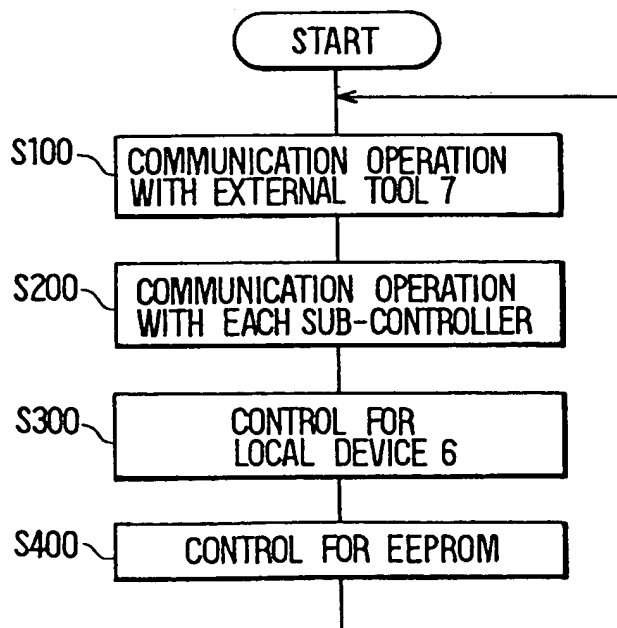 START
S100
COMMUNICATION OPERATION
WITH EXTERNAL TOOL 7
S200
COMMUNICATION OPERATION
WITH EACH SUB-CONTROLLER
S300
CONTROL FOR
LOCAL DEVICE 6
S400
CONTROL FOR EEPROM